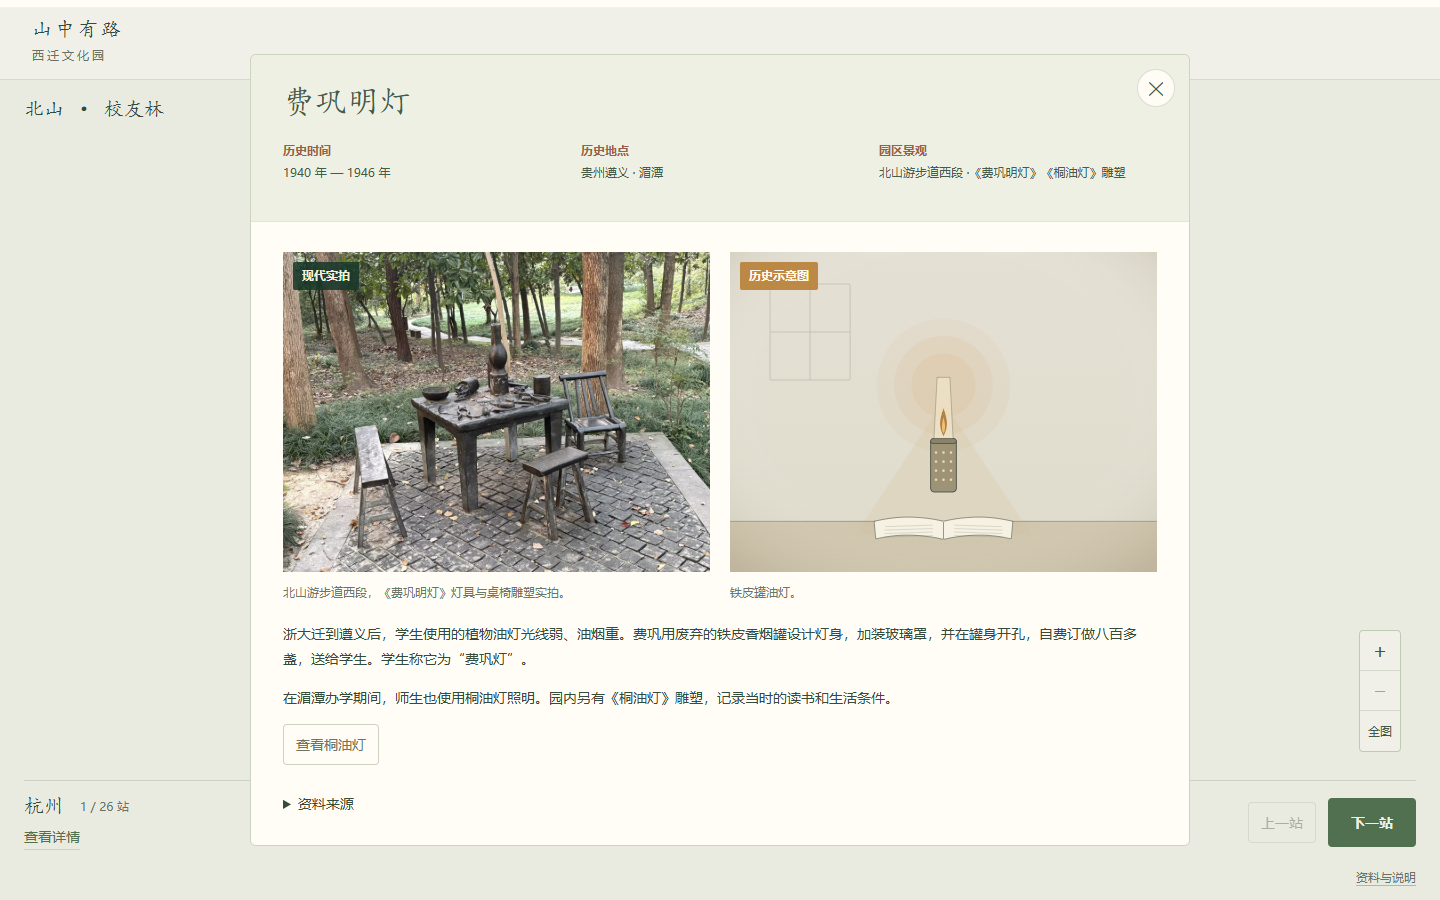 山中有路
西迁文化园
北山 • 校友林
费巩明灯
历史时间
1940 年 — 1946 年
历史地点
贵州遵义 · 湄潭
园区景观
北山游步道西段 ·《费巩明灯》《桐油灯》雕塑
现代实拍
历史示意图
北山游步道西段，《费巩明灯》灯具与桌椅雕塑实拍。
铁皮罐油灯。
浙大迁到遵义后，学生使用的植物油灯光线弱、油烟重。费巩用废弃的铁皮香烟罐设计灯身，加装玻璃罩，并在罐身开孔，自费订做八百多
盏，送给学生。学生称它为“费巩灯”。
在湄潭办学期间，师生也使用桐油灯照明。园内另有《桐油灯》雕塑，记录当时的读书和生活条件。
查看桐油灯
▶ 资料来源
+
−
全图
杭州 1 / 26 站
查看详情
上一站
下一站
资料与说明